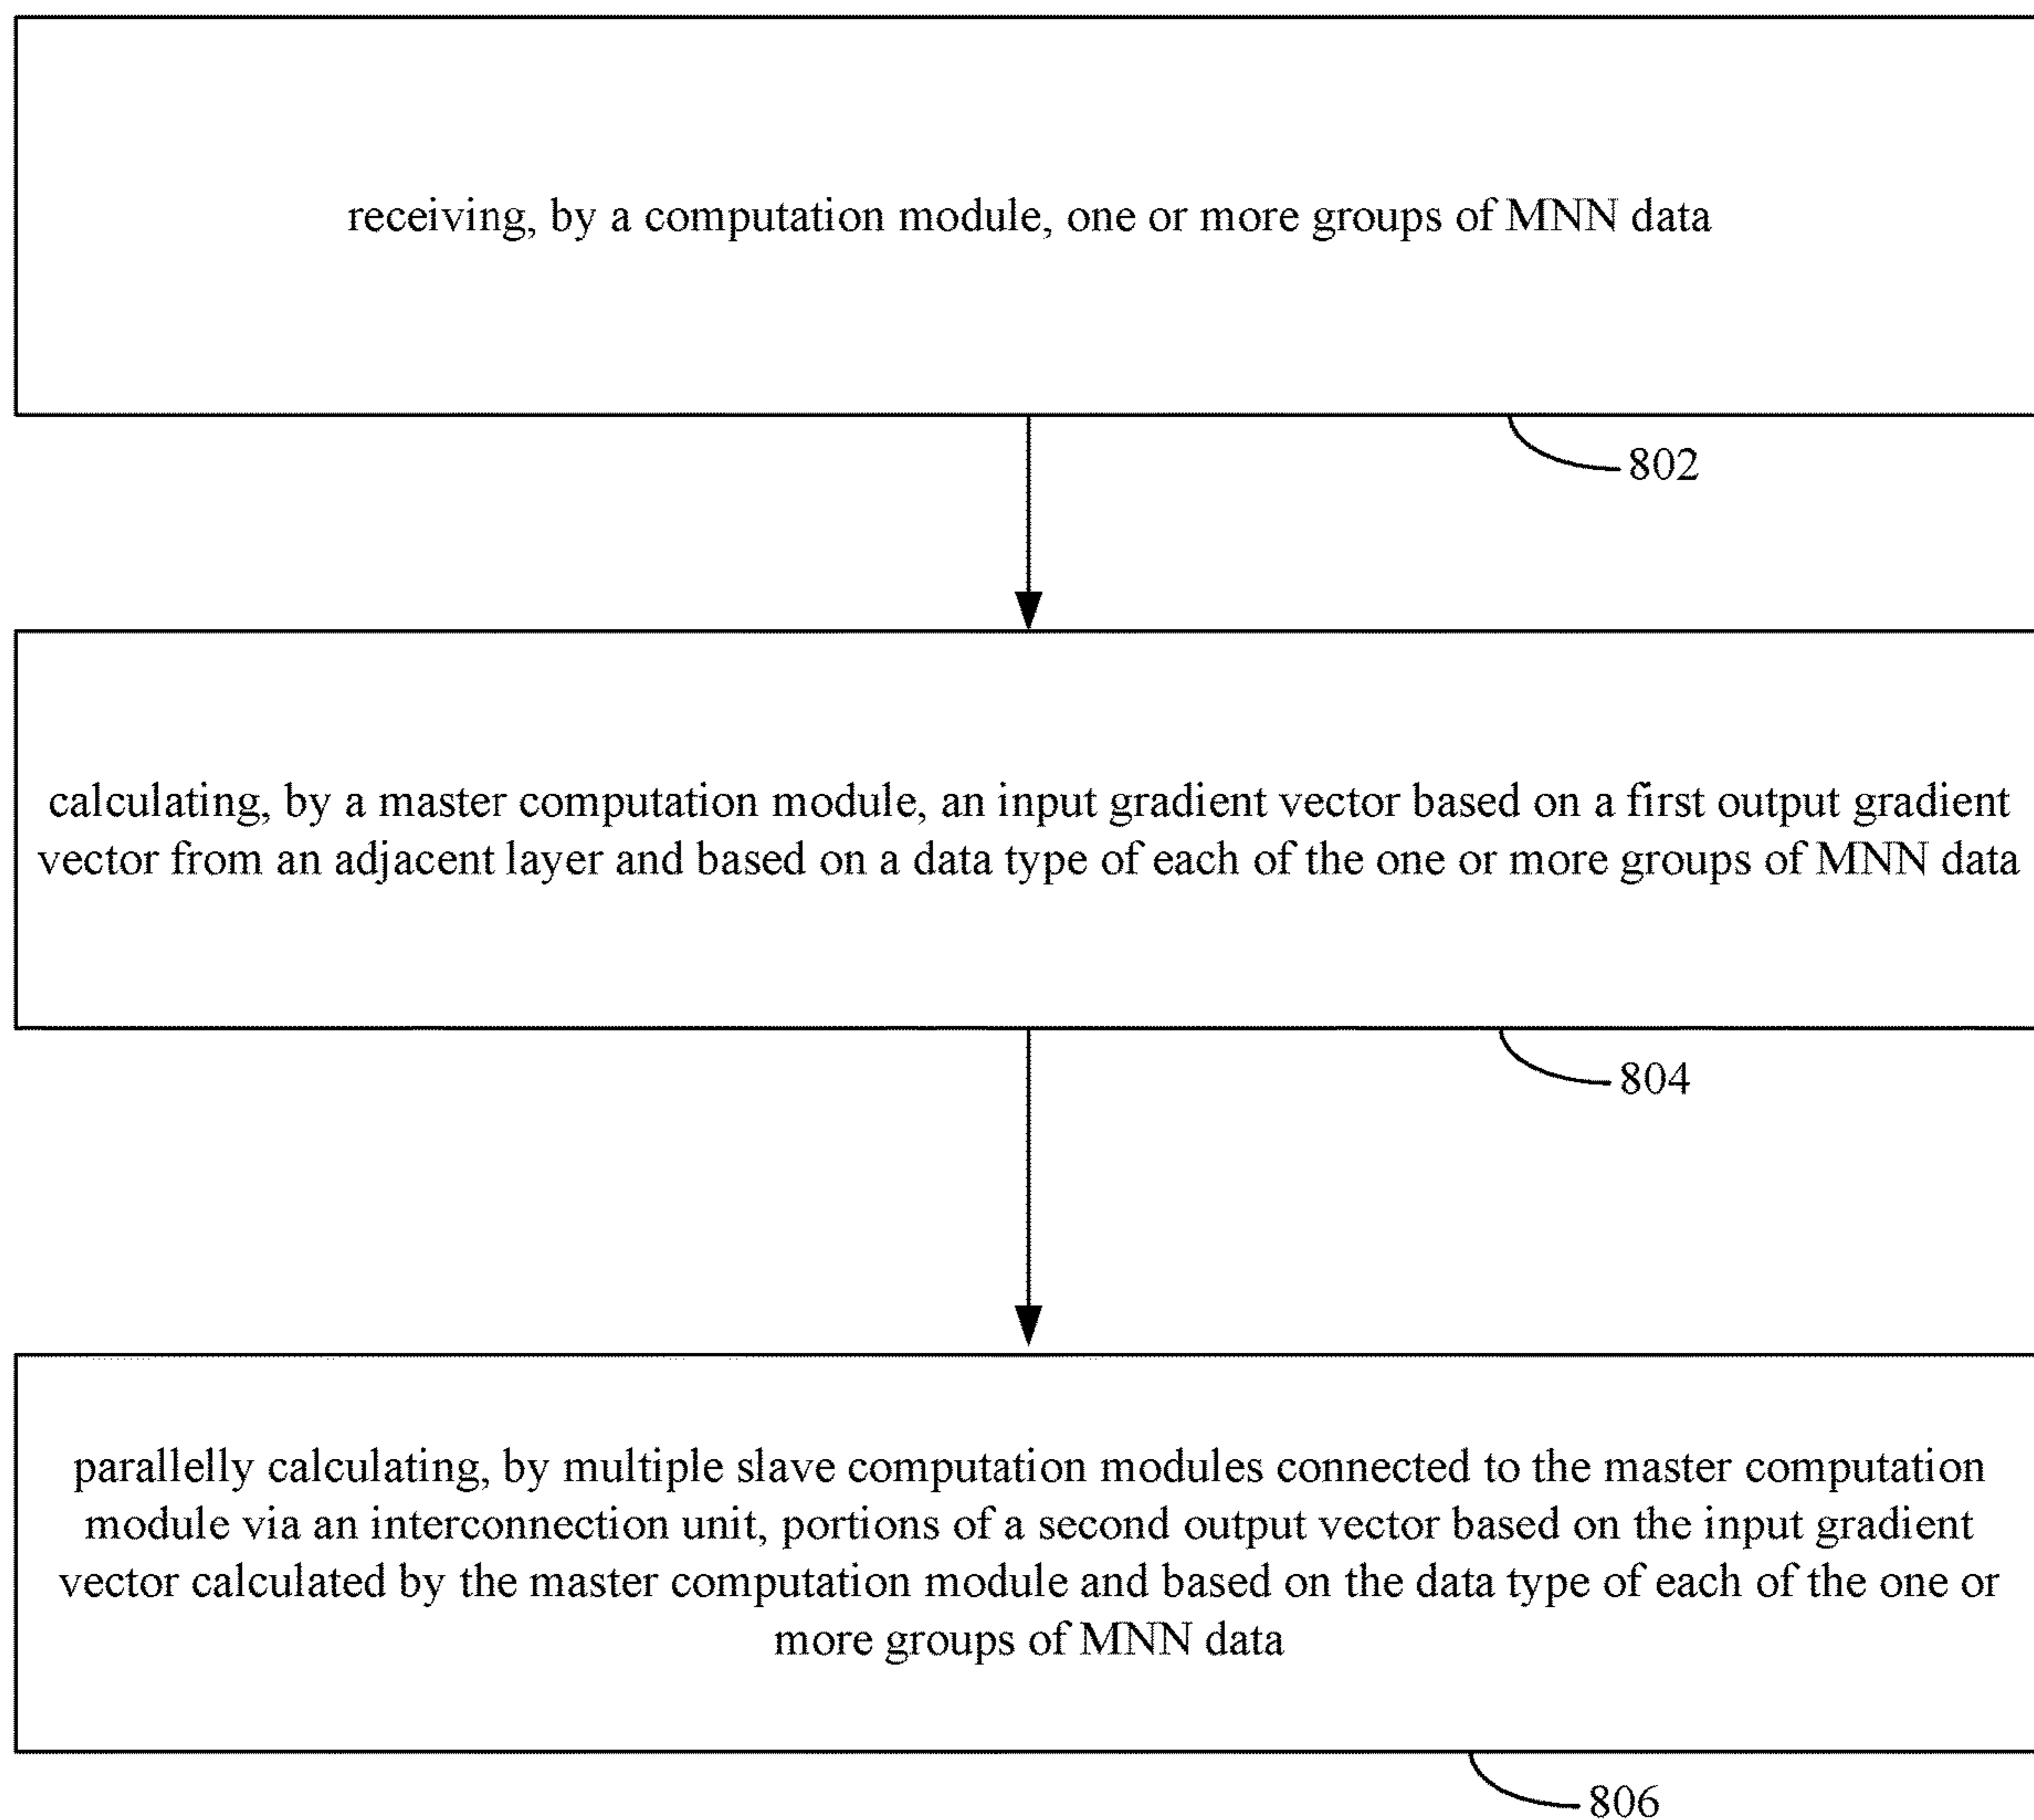 receiving, by a computation module, one or more groups of MNN data
802
calculating, by a master computation module, an input gradient vector based on a first output gradient
vector from an adjacent layer and based on a data type of each of the one or more groups of MNN data
804
parallelly calculating, by multiple slave computation modules connected to the master computation
module via an interconnection unit, portions of a second output vector based on the input gradient
vector calculated by the master computation module and based on the data type of each of the one or
more groups of MNN data
806